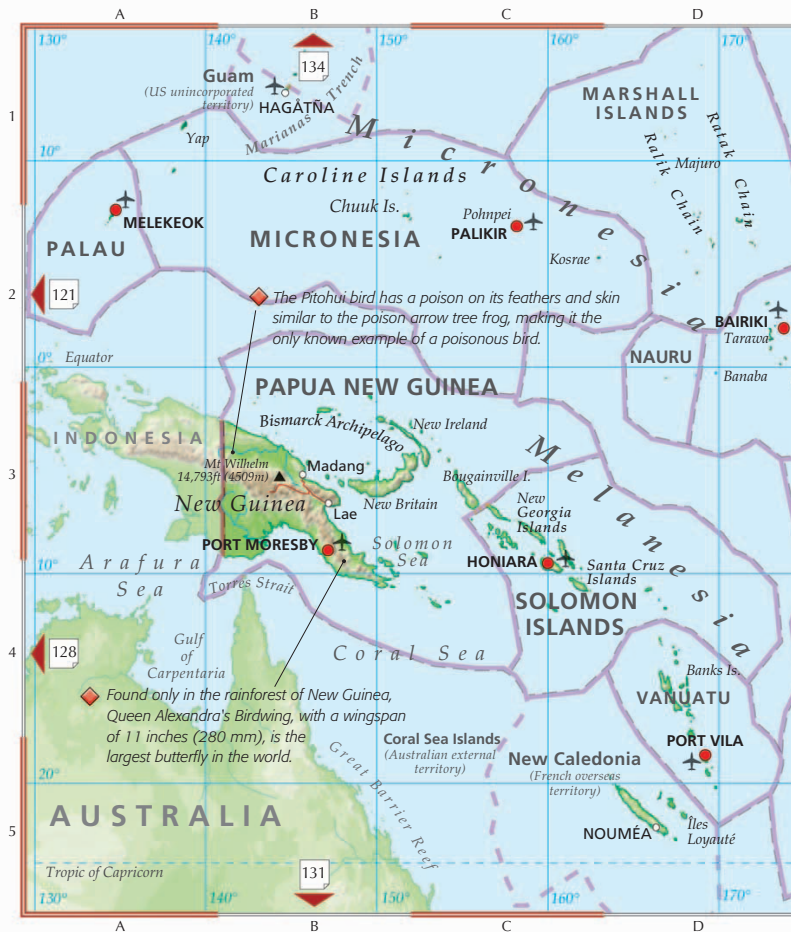 A B C D
130° 140° 160° 170°
134
Guam
(US unincorporated
territory)
HAGÅTÑA
Marianas Trench
MARSHALL
ISLANDS
1
Yap
Micronesia
Ratak Chain
Ralik Chain
Majuro
10°
Caroline Islands
Chuuk Is.
Pohnpei
PALIKIR
MELEKEOK
PALAU
MICRONESIA
Kosrae
2
121
The Pitohui bird has a poison on its feathers and skin
similar to the poison arrow tree frog, making it the
only known example of a poisonous bird.
BAIRIKI
Tarawa
NAURU
Banaba
0°
Equator
PAPUA NEW GUINEA
INDONESIA
Bismarck Archipelago
New Ireland
Melanesia
3
Mt Wilhelm
14,793ft (4509m)
Madang
Bougainville I.
New Guinea
New Britain
New
Georgia
Islands
Lae
PORT MORESBY
Solomon
Sea
HONIARA
Santa Cruz
Islands
Arafura
Sea
10°
Torres Strait
SOLOMON
ISLANDS
4
128
Gulf
of
Carpentaria
Coral Sea
Banks Is.
VANUATU
Found only in the rainforest of New Guinea,
Queen Alexandra's Birdwing, with a wingspan
of 11 inches (280 mm), is the
largest butterfly in the world.
PORT VILA
Coral Sea Islands
(Australian external
territory)
New Caledonia
(French overseas
territory)
Great Barrier Reef
20°
AUSTRALIA
5
NOUMÉA
Îles
Loyauté
Tropic of Capricorn
131
130° 140° 150° 160° 170°
A B C D